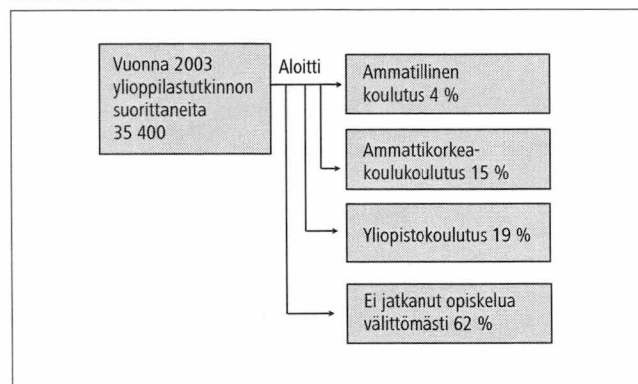 Vuonna 2003
ylioppilastutkinnon
suorittaneita
35 400
Aloitti
Ammatillinen
koulutus 4 %
Ammattikorkea-
koulukoulutus 15 %
Yliopistokoulutus 19 %
Ei jatkanut opiskelua
välittömästi 62 %